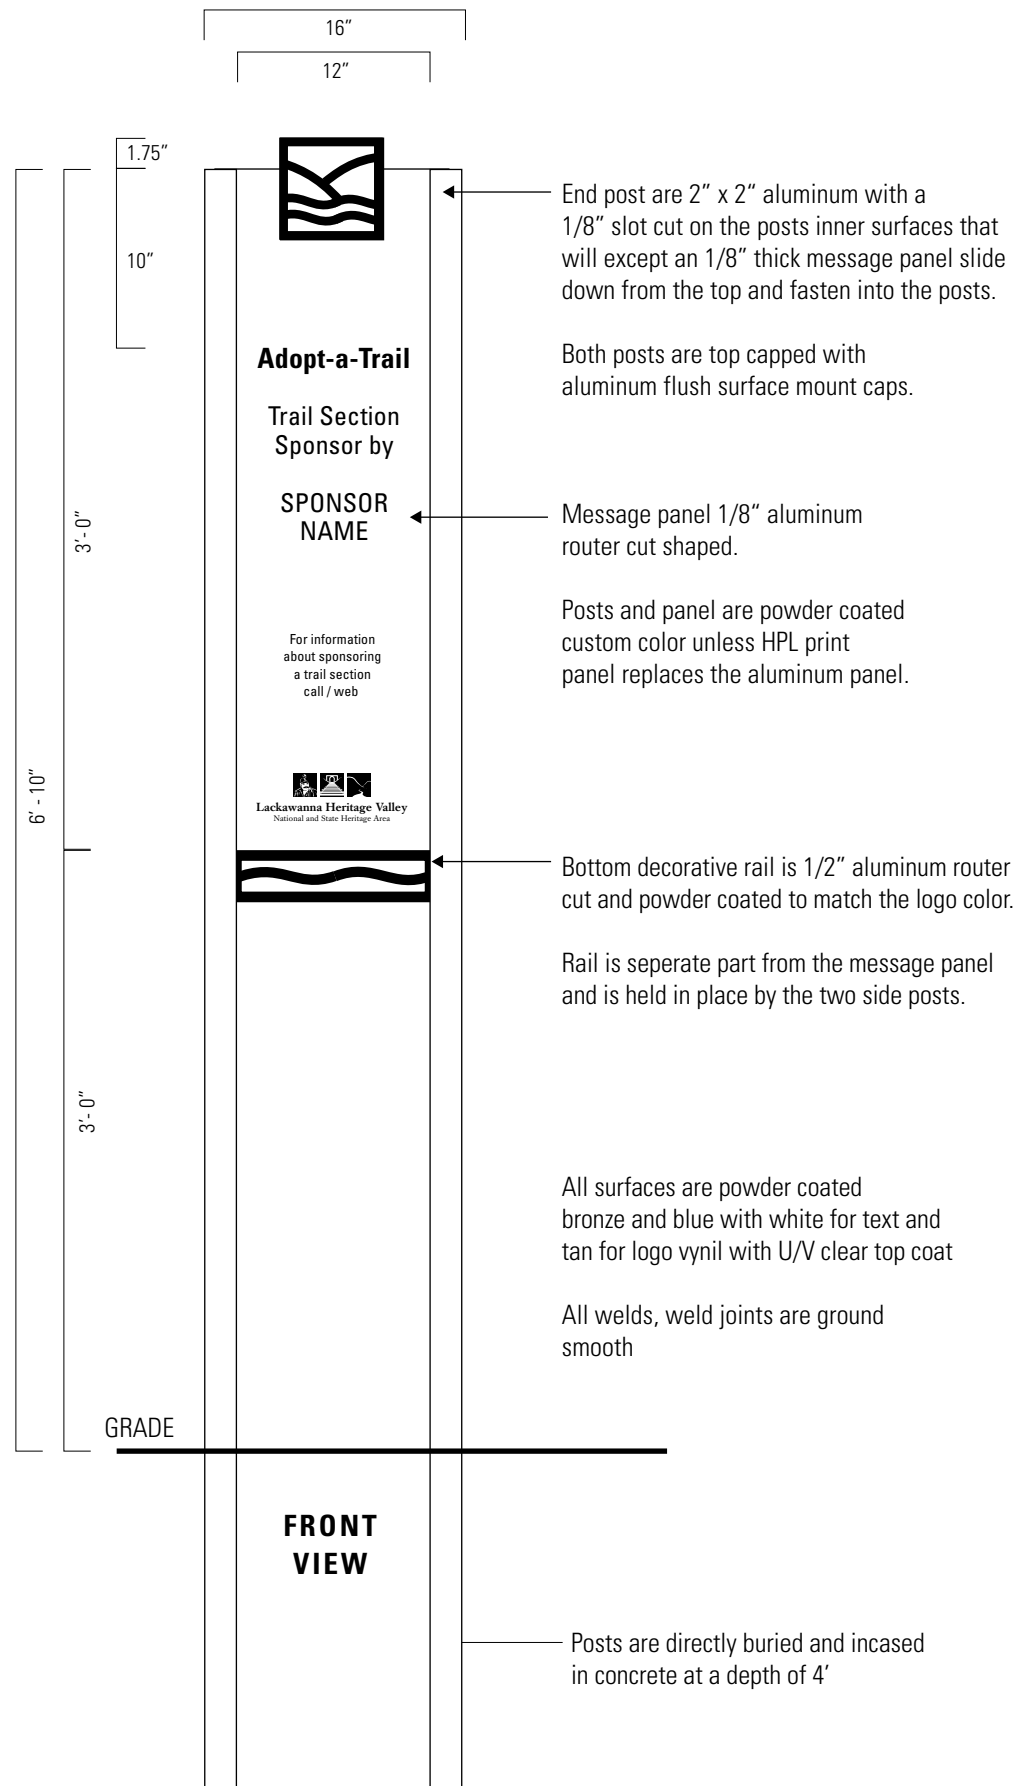 16”
12”
1.75”
10”
3’- 0”
6’ - 10”
3’- 0”
Adopt-a-Trail
Trail Section
Sponsor by
SPONSOR
NAME
For information
about sponsoring
a trail section
call / web
Lackawanna Heritage Valley
National and State Heritage Area
End post are 2” x 2“ aluminum with a
1/8” slot cut on the posts inner surfaces that
will except an 1/8” thick message panel slide
down from the top and fasten into the posts.
Both posts are top capped with
aluminum flush surface mount caps.
Message panel 1/8“ aluminum
router cut shaped.
Posts and panel are powder coated
custom color unless HPL print
panel replaces the aluminum panel.
Bottom decorative rail is 1/2” aluminum router
cut and powder coated to match the logo color.
Rail is seperate part from the message panel
and is held in place by the two side posts.
All surfaces are powder coated
bronze and blue with white for text and
tan for logo vynil with U/V clear top coat
All welds, weld joints are ground
smooth
GRADE
FRONT
VIEW
Posts are directly buried and incased
in concrete at a depth of 4’